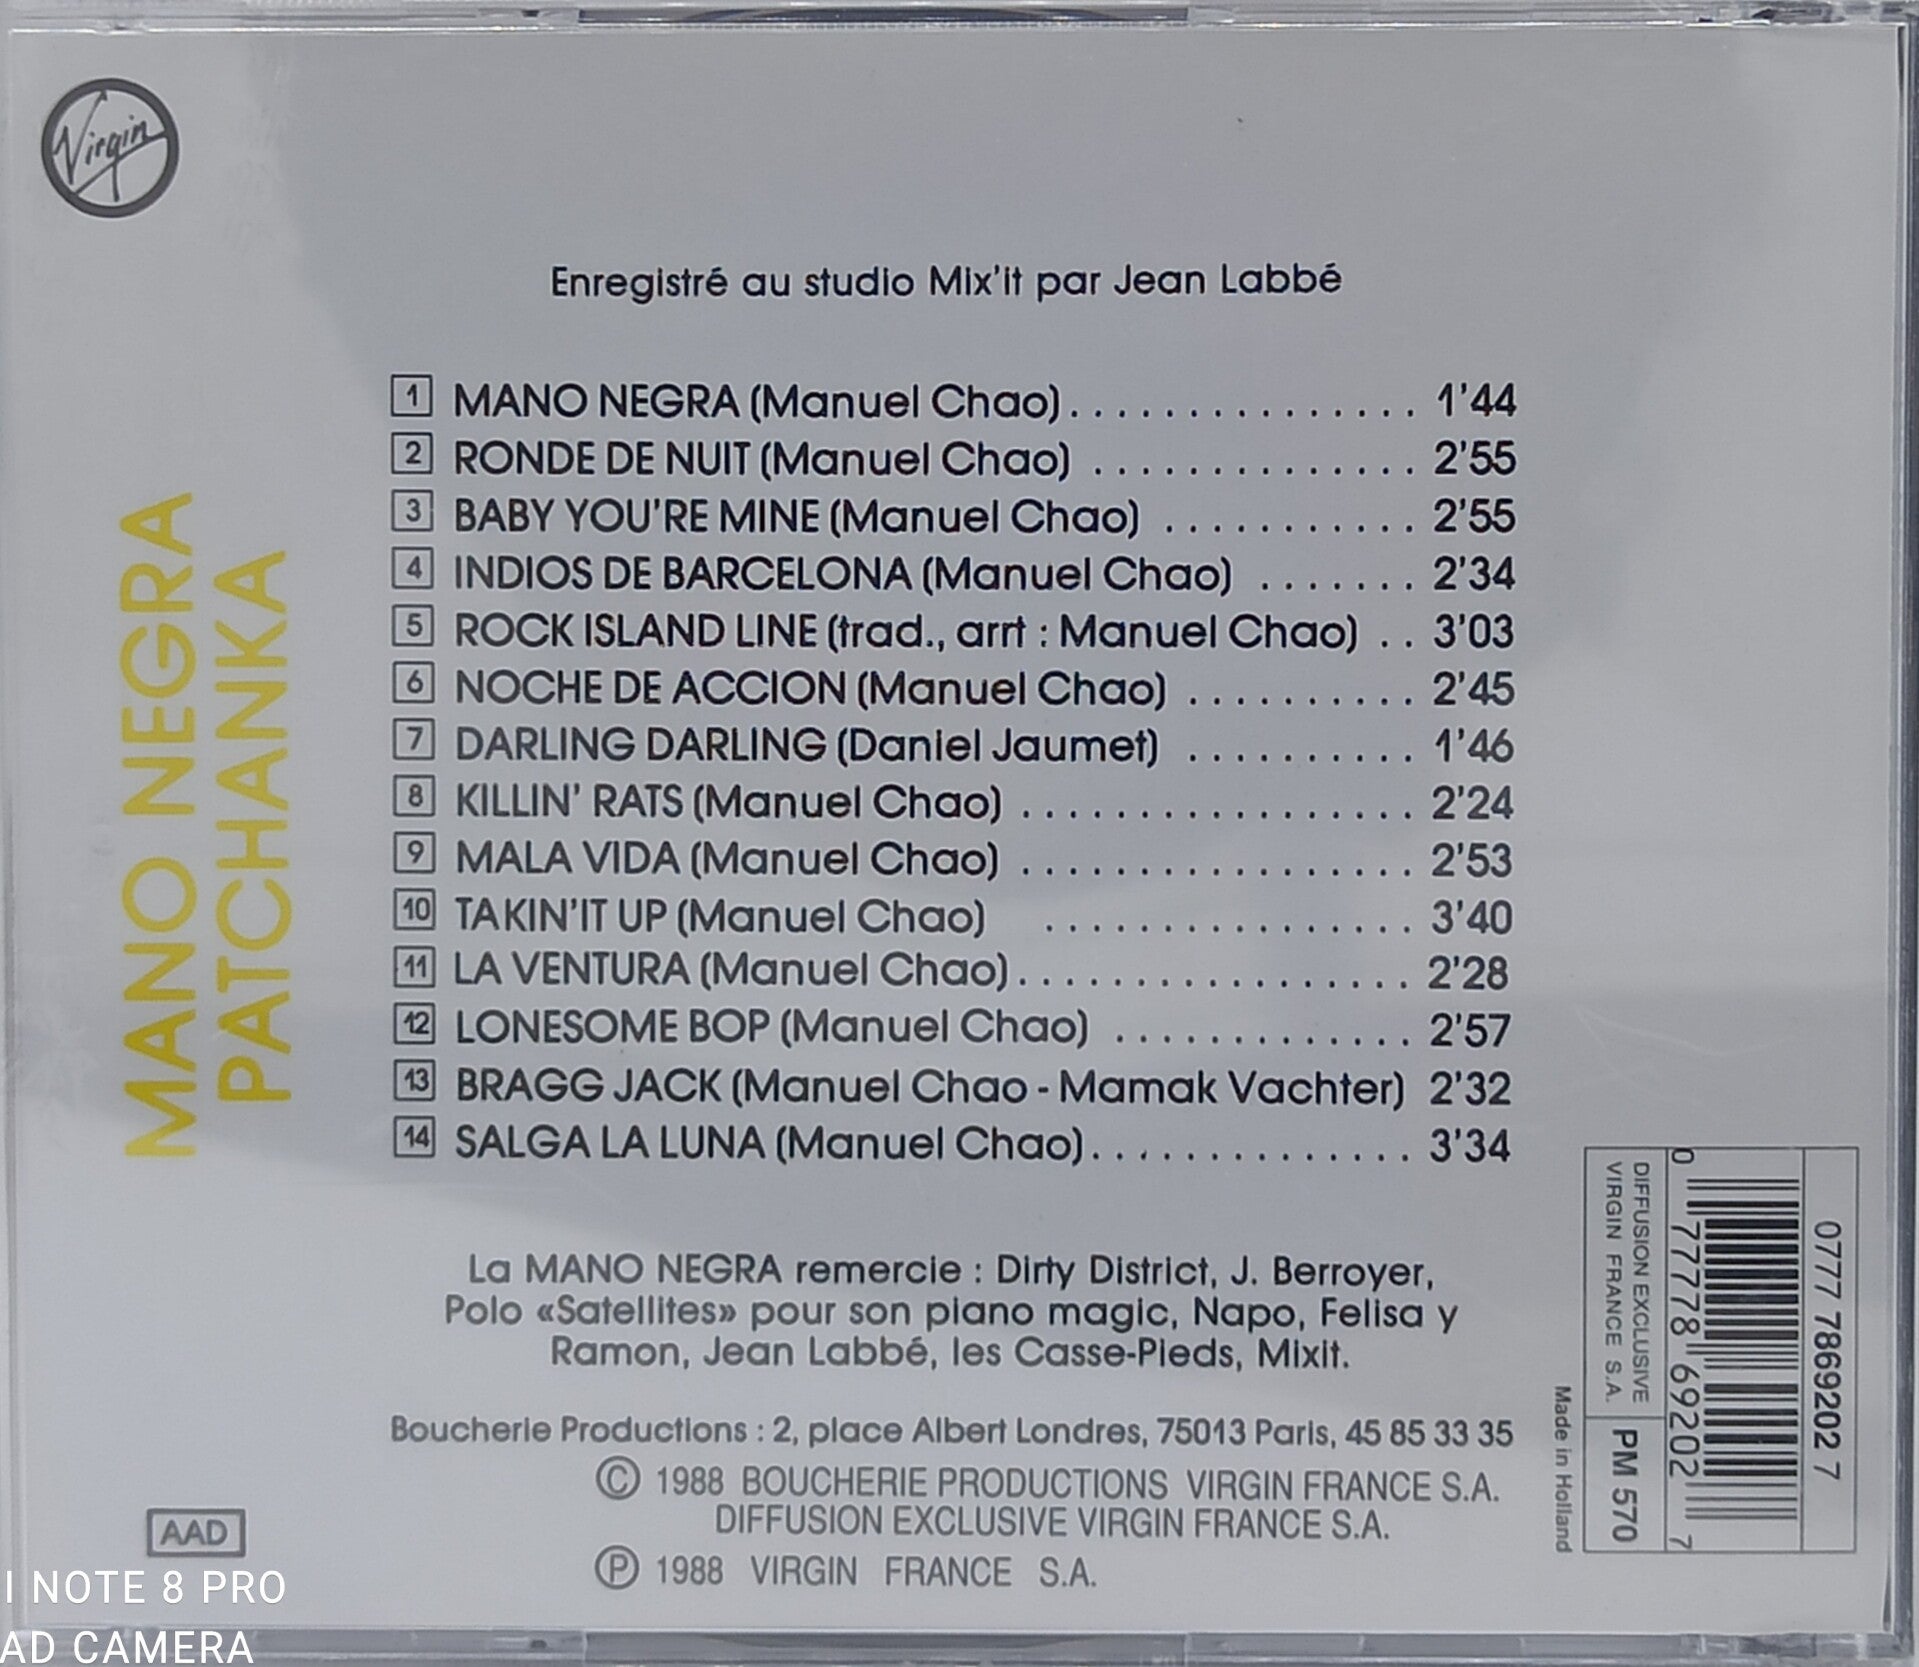 Virgin
Enregistré au studio Mix'it par Jean Labbé
MANO NEGRA
PATCHANKA
1 MANO NEGRA (Manuel Chao)............... 1'44
2 RONDE DE NUIT (Manuel Chao) .............. 2'55
3 BABY YOU'RE MINE (Manuel Chao) ........... 2'55
4 INDIOS DE BARCELONA (Manuel Chao) ....... 2'34
5 ROCK ISLAND LINE (trad., arrt : Manuel Chao) .. 3'03
6 NOCHE DE ACCION (Manuel Chao) .......... 2'45
7 DARLING DARLING (Daniel Jaumet) .......... 1'46
8 KILLIN' RATS (Manuel Chao) ................. 2'24
9 MALA VIDA (Manuel Chao) ................. 2'53
10 TAKIN'IT UP (Manuel Chao) ................ 3'40
11 LA VENTURA (Manuel Chao)................. 2'28
12 LONESOME BOP (Manuel Chao) ............. 2'57
13 BRAGG JACK (Manuel Chao - Mamak Vachter) 2'32
14 SALGA LA LUNA (Manuel Chao).............. 3'34
La MANO NEGRA remercie : Dirty District, J. Berroyer,
Polo «Satellites» pour son piano magic, Napo, Felisa y
Ramon, Jean Labbé, les Casse-Pieds, Mixit.
Boucherie Productions : 2, place Albert Londres, 75013 Paris, 45 85 33 35
© 1988 BOUCHERIE PRODUCTIONS VIRGIN FRANCE S.A.
DIFFUSION EXCLUSIVE VIRGIN FRANCE S.A.
℗ 1988 VIRGIN FRANCE S.A.
AAD
0777 7869202 7
0 77778 69202 7
DIFFUSION EXCLUSIVE
VIRGIN FRANCE S.A.
PM 570
Made in Holland
I NOTE 8 PRO
AD CAMERA